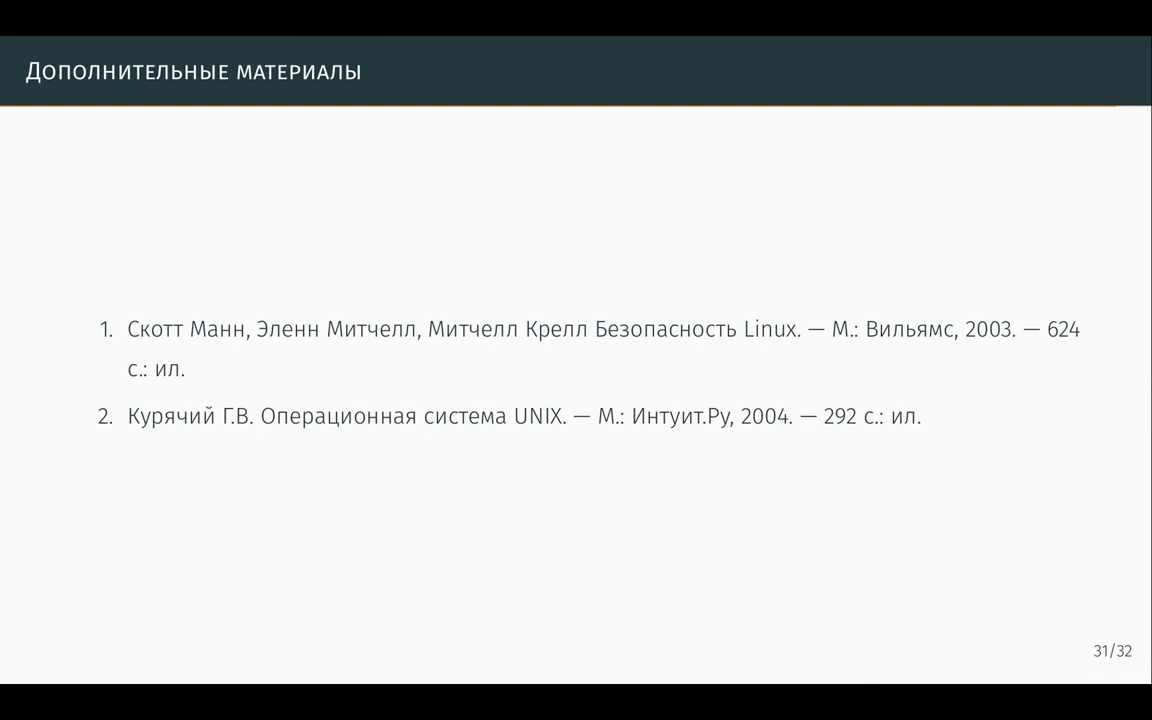 Дополнительные материалы
1. Скотт Манн, Эленн Митчелл, Митчелл Крелл Безопасность Linux. — М.: Вильямс, 2003. — 624
с.: ил.
2. Курячий Г.В. Операционная система UNIX. — М.: Интуит.Ру, 2004. — 292 с.: ил.
31/32